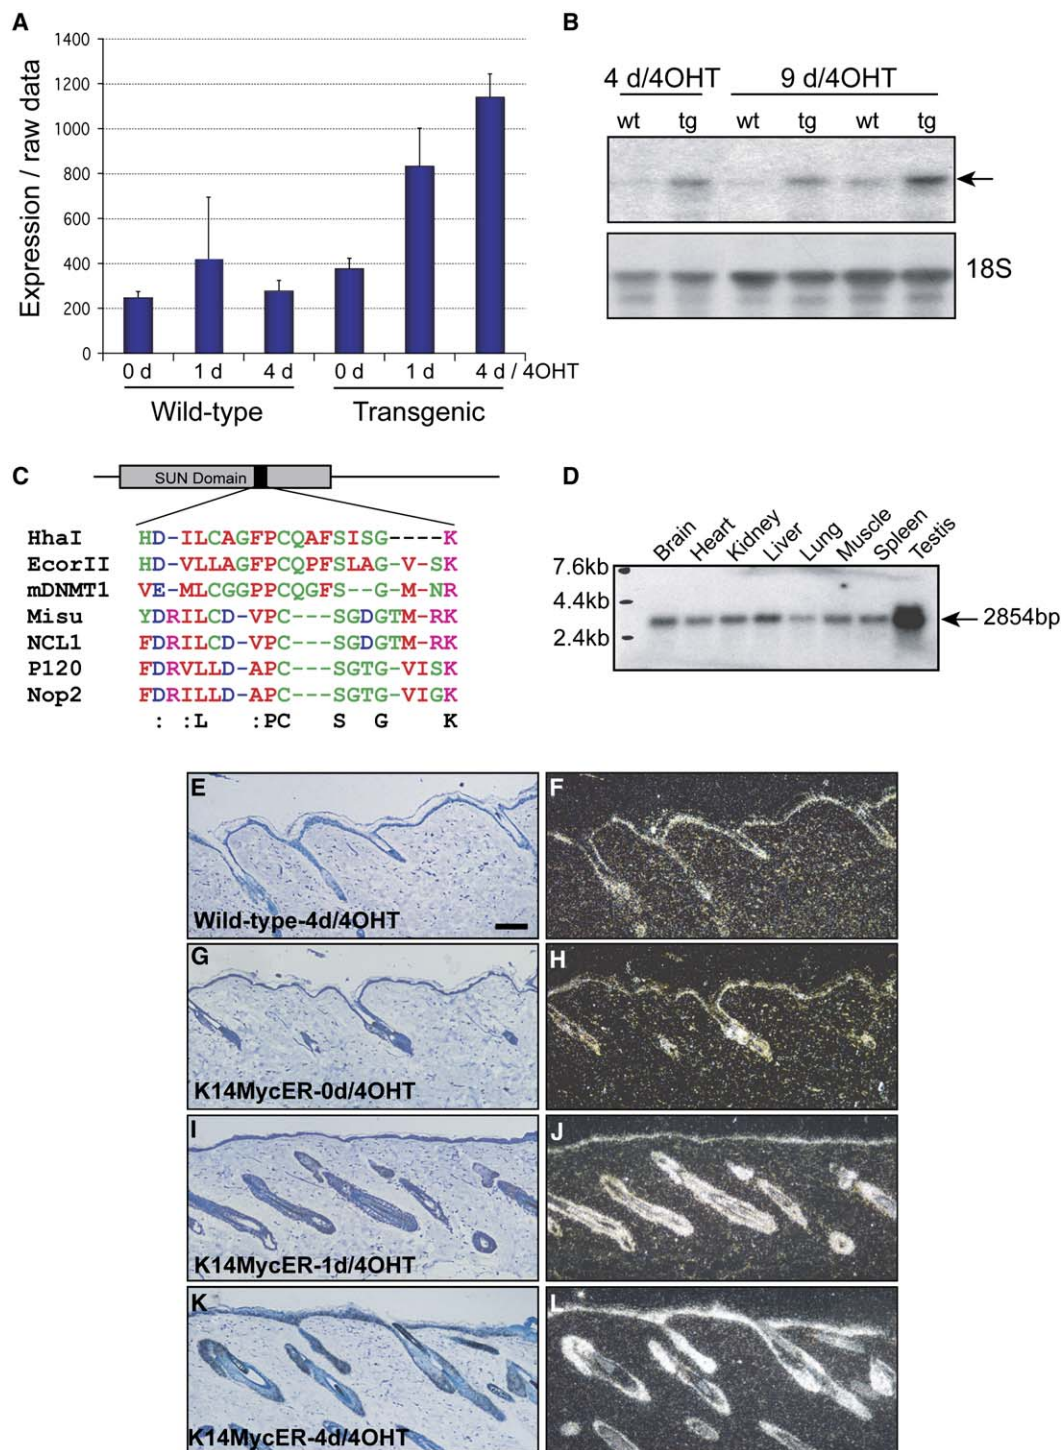 A
1400
1200
1000
800
600
400
200
0
Expression / raw data
0 d 1 d 4 d 0 d 1 d 4 d / 4OHT
Wild-type Transgenic
B
4 d/4OHT 9 d/4OHT
wt tg wt tg wt tg
18S
C
SUN Domain
HhaI HD-ILCAGFPCQAFSISG----K
EcorII HD-VLLAGFPCQPFSLAG-V-SK
mDNMT1 VE-MLCGGPPCQGFS--G-M-NR
Misu YDRILCD-VPC---SGDGTM-RK
NCL1 FDRILCD-VPC---SGDGTM-RK
P120 FDRVLLD-APC---SGTG-VISK
Nop2 FDRILLD-APC---SGTG-VIGK
: :L :PC S G K
D
Brain Heart Kidney Liver Lung Muscle Spleen Testis
7.6kb
4.4kb
2.4kb
2854bp
E
Wild-type-4d/4OHT
F
G
K14MycER-0d/4OHT
H
I
K14MycER-1d/4OHT
J
K
K14MycER-4d/4OHT
L